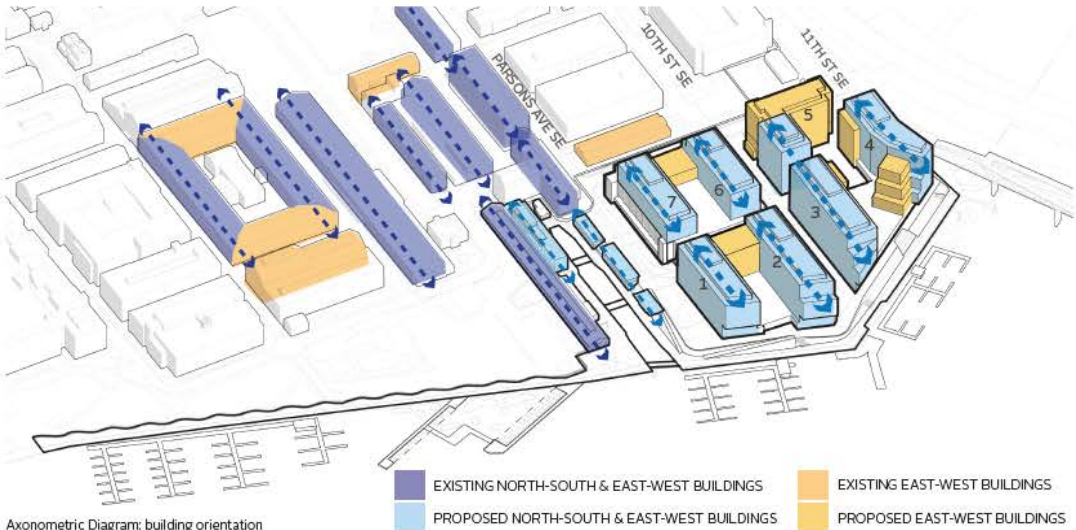 PARSONS AVE SE
10TH ST SE
11TH ST SE
5
4
6
7
3
2
1
EXISTING NORTH-SOUTH & EAST-WEST BUILDINGS
EXISTING EAST-WEST BUILDINGS
PROPOSED NORTH-SOUTH & EAST-WEST BUILDINGS
PROPOSED EAST-WEST BUILDINGS
Axonometric Diagram: building orientation